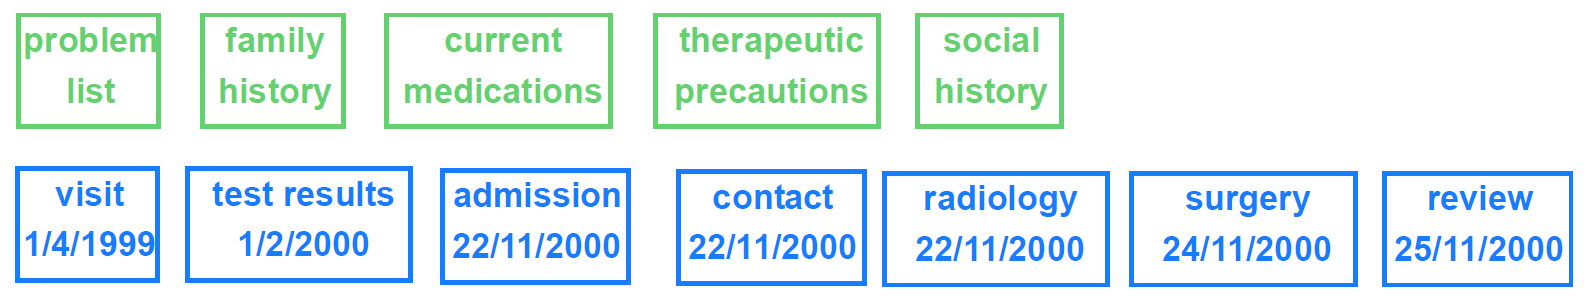 problem
list
family
history
current
medications
therapeutic
precautions
social
history
visit
1/4/1999
test results
1/2/2000
admission
22/11/2000
contact
22/11/2000
radiology
22/11/2000
surgery
24/11/2000
review
25/11/2000